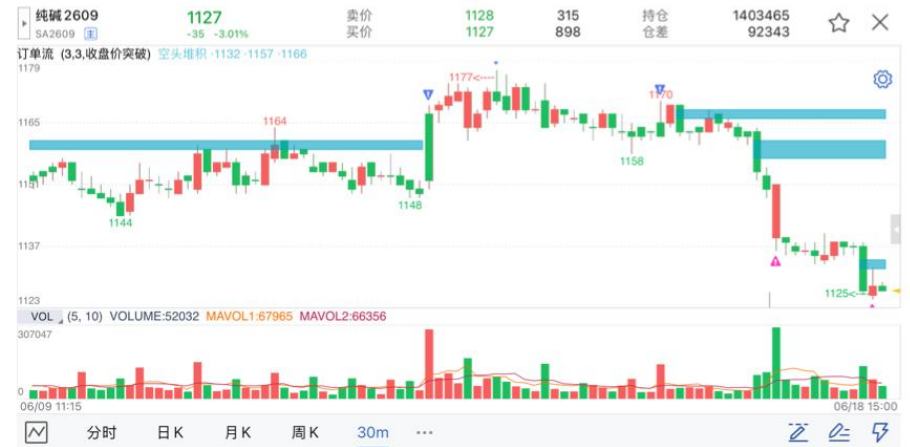 纯碱2609 1127 卖价 1128 315 持仓 1403465
SA2609 主 -35 -3.01% 买价 1127 898 仓差 92343
订单流 (3,3,收盘价突破) 空头堆积 ·1132 ·1157 ·1166
1179
1177<----
1170
1165
1164
1158
1151
1148
1144
1137
1125<--
1123
VOL (5, 10) VOLUME:52032 MAVOL1:67965 MAVOL2:66356
307047
0
06/09 11:15 06/18 15:00
分时 日K 月K 周K 30m ···